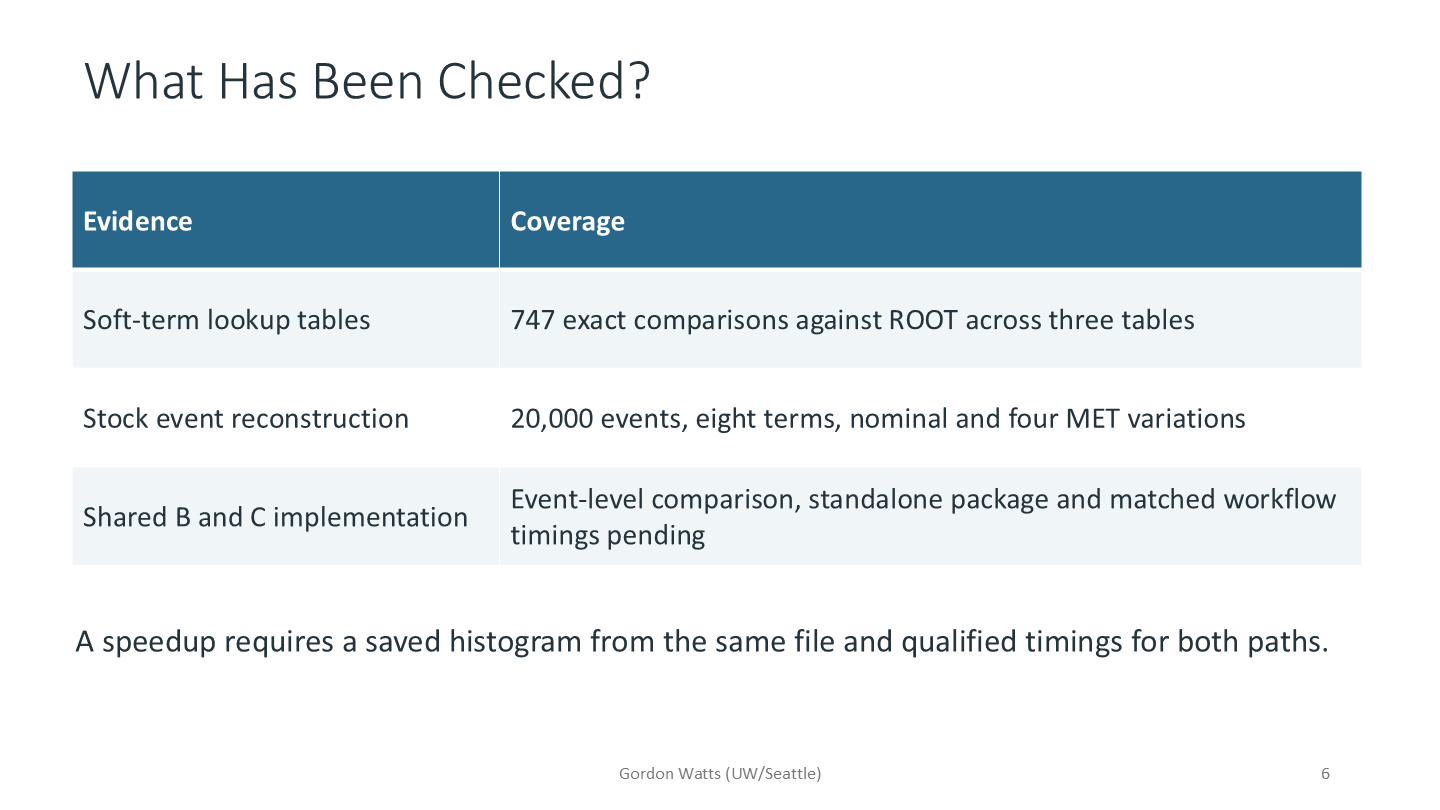 What Has Been Checked?
Evidence
Coverage
Soft-term lookup tables
747 exact comparisons against ROOT across three tables
Stock event reconstruction
20,000 events, eight terms, nominal and four MET variations
Shared B and C implementation
Event-level comparison, standalone package and matched workflow
timings pending
A speedup requires a saved histogram from the same file and qualified timings for both paths.
Gordon Watts (UW/Seattle)
6